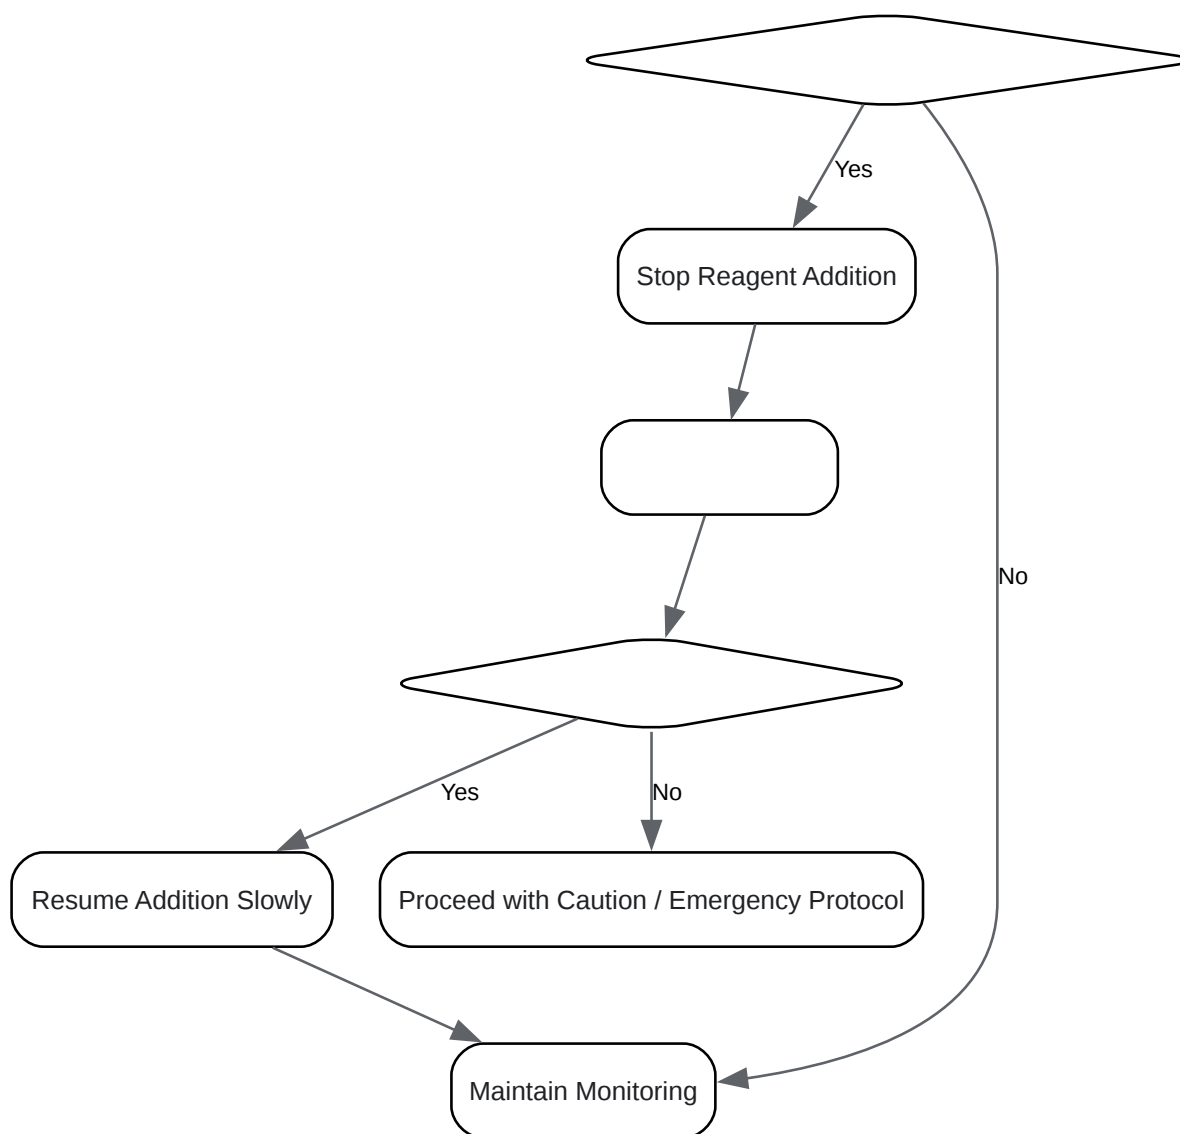 Yes
Stop Reagent Addition
No
Yes
No
Resume Addition Slowly
Proceed with Caution / Emergency Protocol
Maintain Monitoring